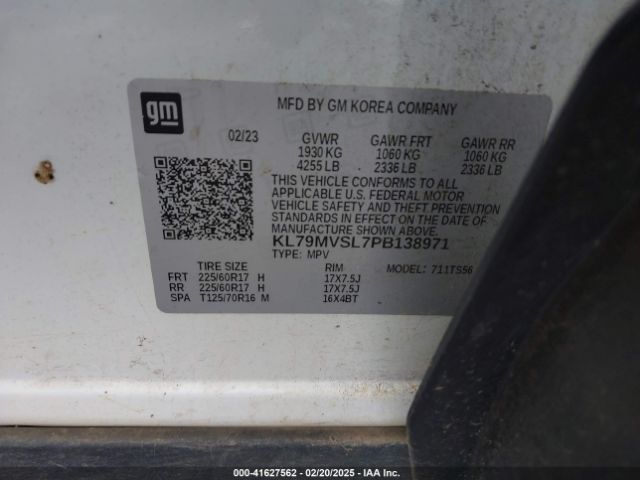 gm
MFD BY GM KOREA COMPANY
02/23 GVWR GAWR FRT GAWR RR
1930 KG 1060 KG 1060 KG
4255 LB 2336 LB 2336 LB
THIS VEHICLE CONFORMS TO ALL
APPLICABLE U.S. FEDERAL MOTOR
VEHICLE SAFETY AND THEFT PREVENTION
STANDARDS IN EFFECT ON THE DATE OF
MANUFACTURE SHOWN ABOVE.
KL79MVSL7PB138971
TYPE: MPV
TIRE SIZE RIM MODEL: 711TS56
FRT 225/60R17 H 17X7.5J
RR 225/60R17 H 17X7.5J
SPA T125/70R16 M 16X4BT
00-41627562 — 02/20/2025 — IAA Inc.